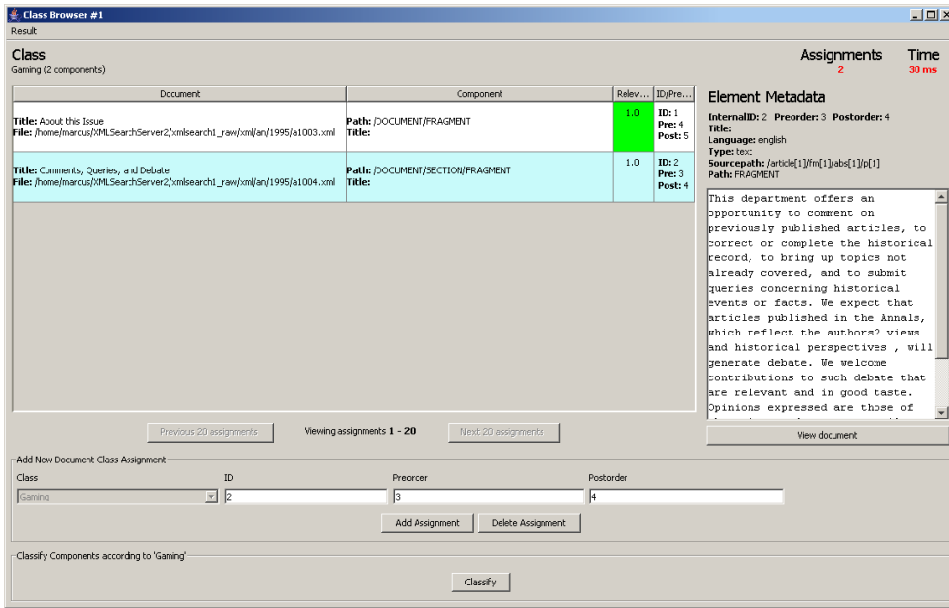 Class Browser #1
Result
Class
Gaming (2 components)
Assignments
2
Time
30 ms
Document
Component
Relev...
ID/Pre...
Title: About this Issue
File: /home/marcus/XMLSearchServer2/xmlsearch1_raw/xml/an/1995/a1003.xml
Path: /DOCUMENT/FRAGMENT
Title:
1.0
ID: 1
Pre: 4
Post: 5
Title: Comments, Queries, and Debate
File: /home/marcus/XMLSearchServer2/xmlsearch1_raw/xml/an/1995/a1004.xml
Path: /DOCUMENT/SECTION/FRAGMENT
Title:
1.0
ID: 2
Pre: 3
Post: 4
Element Metadata
InternalID: 2 Preorder: 3 Postorder: 4
Title:
Language: english
Type: text
Sourcepath: /article[1]/fm[1]/abs[1]/p[1]
Path: FRAGMENT
This department offers an
opportunity to comment on
previously published articles, to
correct or complete the historical
record, to bring up topics not
already covered, and to submit
queries concerning historical
events or facts. We expect that
articles published in the Annals,
which reflect the authors? views
and historical perspectives , will
generate debate. We welcome
contributions to such debate that
are relevant and in good taste.
Opinions expressed are those of
Previous 20 assignments
Viewing assignments 1 - 20
Next 20 assignments
View document
Add New Document Class Assignment
Class
ID
Preorder
Postorder
Gaming
2
3
4
Add Assignment
Delete Assignment
Classify Components according to 'Gaming'
Classify